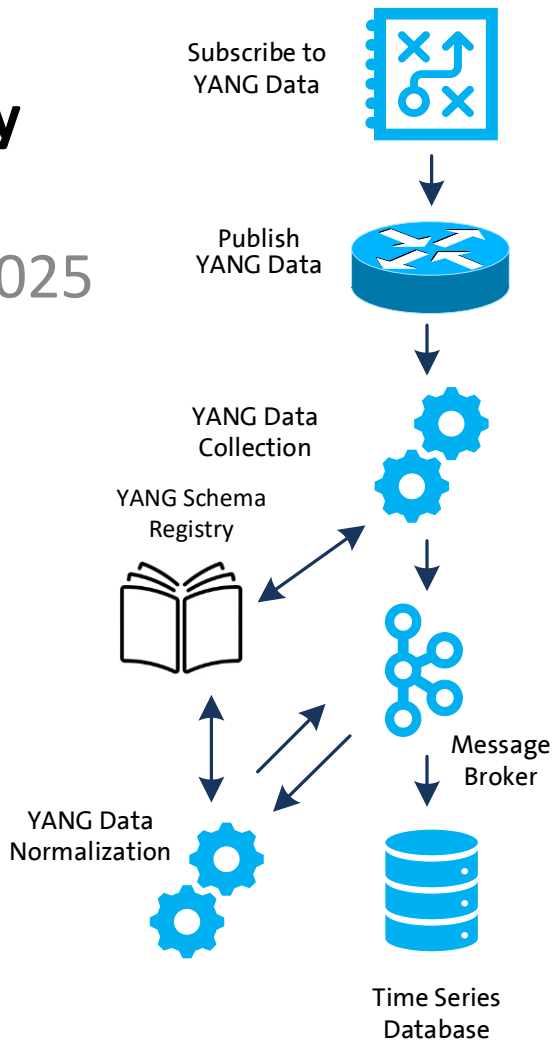 Subscribe to
YANG Data
y
Publish
YANG Data
025
YANG Data
Collection
YANG Schema
Registry
Message
Broker
YANG Data
Normalization
Time Series
Database